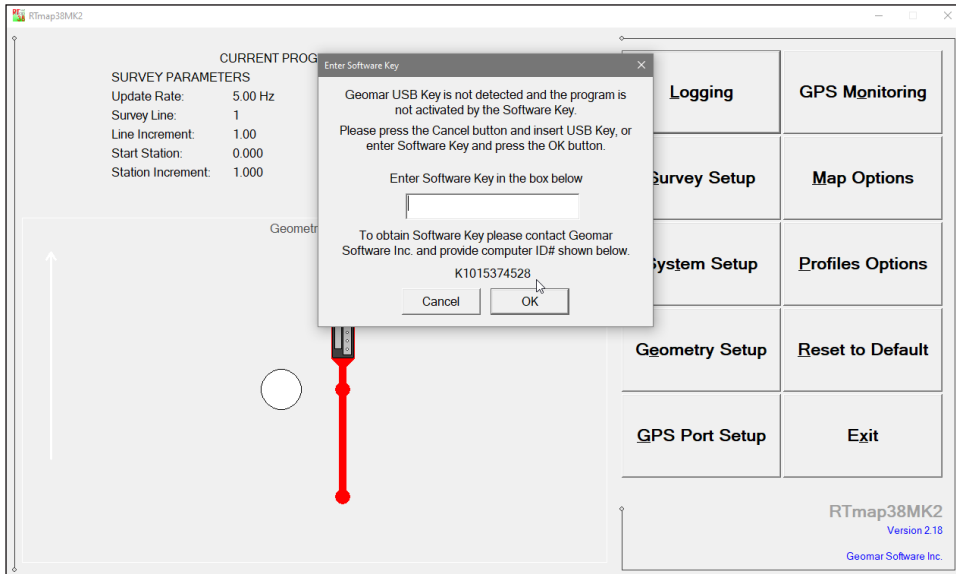 RTmap38MK2
CURRENT PROG
SURVEY PARAMETERS
Update Rate: 5.00 Hz
Survey Line: 1
Line Increment: 1.00
Start Station: 0.000
Station Increment: 1.000
Geometr
Enter Software Key
Geomar USB Key is not detected and the program is
not activated by the Software Key.
Please press the Cancel button and insert USB Key, or
enter Software Key and press the OK button.
Enter Software Key in the box below
To obtain Software Key please contact Geomar
Software Inc. and provide computer ID# shown below.
K1015374528
Cancel OK
Logging GPS Monitoring
Survey Setup Map Options
System Setup Profiles Options
Geometry Setup Reset to Default
GPS Port Setup Exit
RTmap38MK2
Version 2.18
Geomar Software Inc.